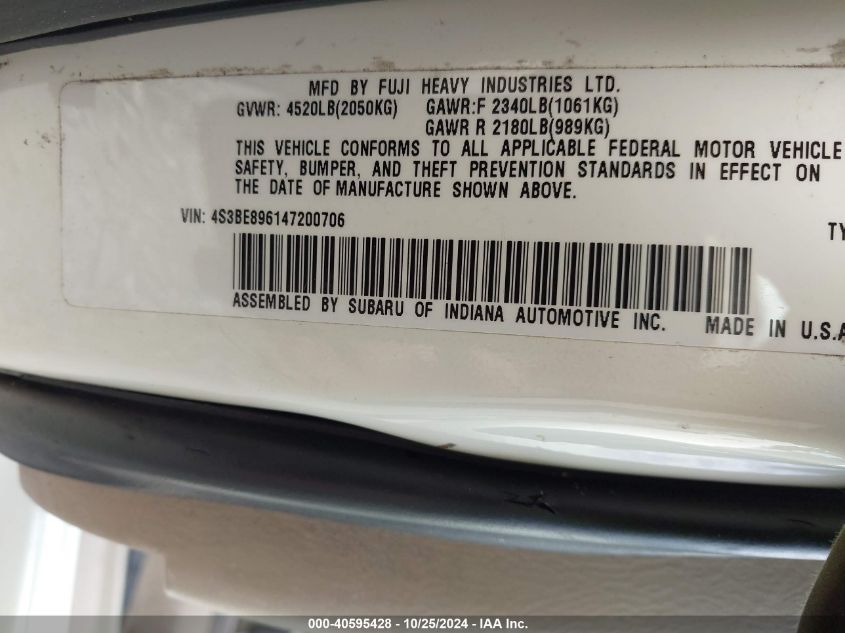 MFD BY FUJI HEAVY INDUSTRIES LTD.
GVWR: 4520LB(2050KG) GAWR:F 2340LB(1061KG)
GAWR R 2180LB(989KG)
THIS VEHICLE CONFORMS TO ALL APPLICABLE FEDERAL MOTOR VEHICLE
SAFETY, BUMPER, AND THEFT PREVENTION STANDARDS IN EFFECT ON
THE DATE OF MANUFACTURE SHOWN ABOVE.
VIN: 4S3BE896147200706
TY
ASSEMBLED BY SUBARU OF INDIANA AUTOMOTIVE INC. MADE IN U.S.A
000-40595428 - 10/25/2024 - IAA Inc.